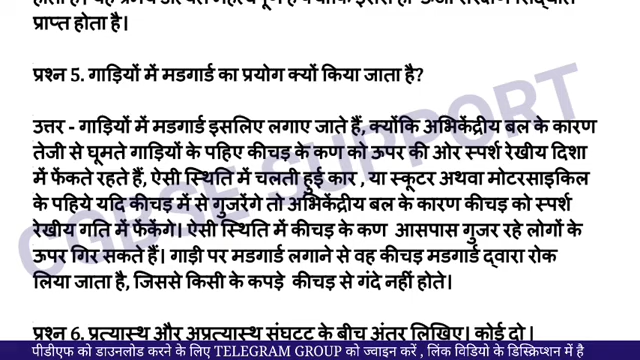 प्राप्त होता है।
प्रश्न 5. गाड़ियों में मडगार्ड का प्रयोग क्यों किया जाता है?
उत्तर - गाड़ियों में मडगार्ड इसलिए लगाए जाते हैं, क्योंकि अभिकेंद्रीय बल के कारण
तेजी से घूमते गाड़ियों के पहिए कीचड़ के कण को ऊपर की ओर स्पर्श रेखीय दिशा
में फेंकते रहते हैं, ऐसी स्थिति में चलती हुई कार , या स्कूटर अथवा मोटरसाइकिल
के पहिये यदि कीचड़ में से गुजरेंगे तो अभिकेंद्रीय बल के कारण कीचड़ को स्पर्श
रेखीय गति में फेंकेंगे। ऐसी स्थिति में कीचड़ के कण आसपास गुजर रहे लोगों के
ऊपर गिर सकते हैं। गाड़ी पर मडगार्ड लगाने से वह कीचड़ मडगार्ड द्वारा रोक
लिया जाता है, जिससे किसी के कपड़े कीचड़ से गंदे नहीं होते।
प्रश्न 6. प्रत्यास्थ और अप्रत्यास्थ संघटट के बीच अंतर लिखिए। कोई दो |
पीडीएफ को डाउनलोड करने के लिए TELEGRAM GROUP को ज्वाइन करें , लिंक विडियो के डिस्क्रिप्शन में है
CGBSE SUPPORT